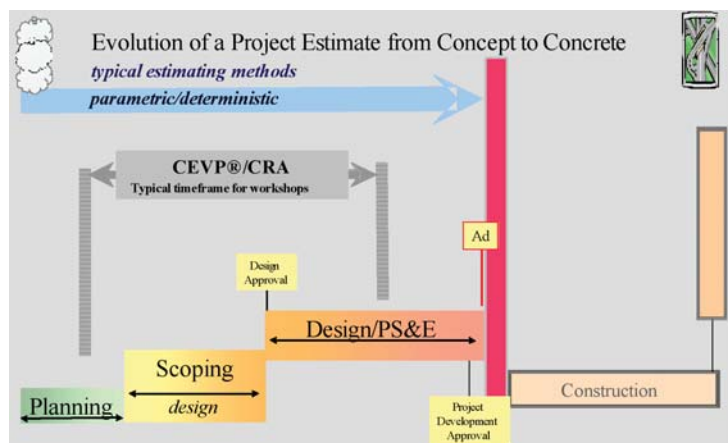 Evolution of a Project Estimate from Concept to Concrete
typical estimating methods
parametric/deterministic
CEVP®/CRA
Typical timeframe for workshops
Ad
Design
Approval
Design/PS&E
Scoping
design
Planning
Project
Development
Approval
Construction